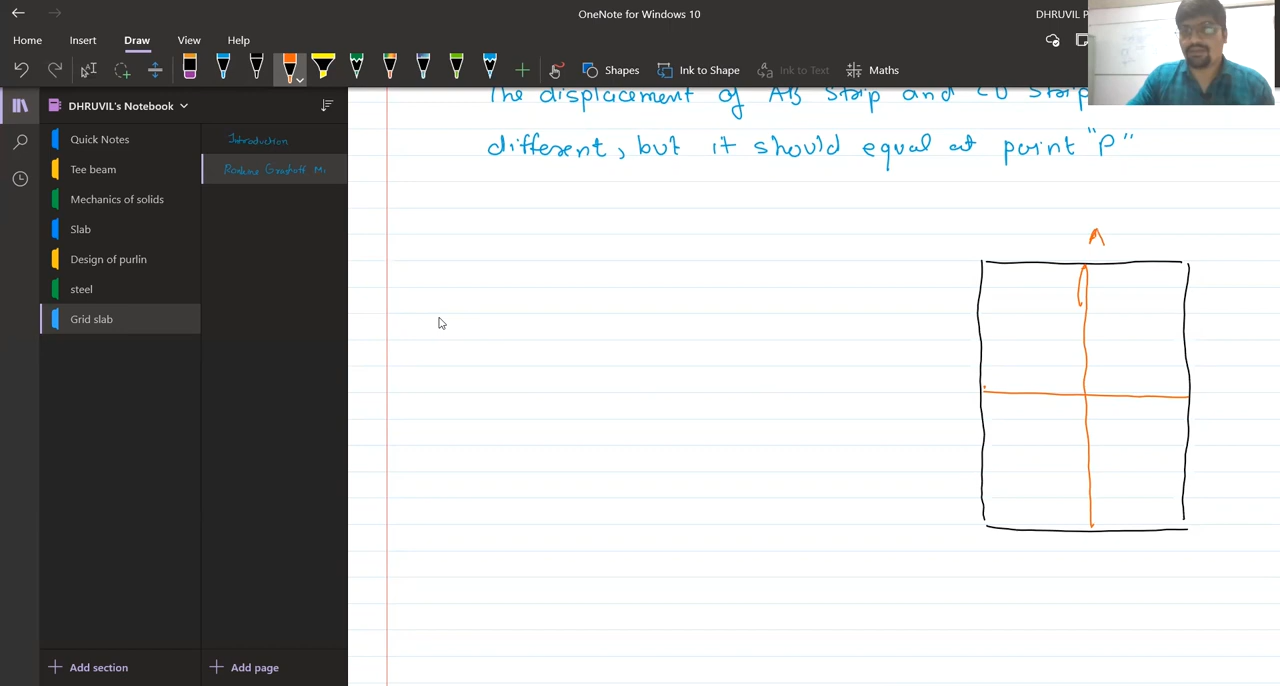 OneNote for Windows 10
DHRUVIL P
Home Insert Draw View Help
Shapes Ink to Shape Ink to Text Maths
DHRUVIL's Notebook
Quick Notes
Tee beam
Mechanics of solids
Slab
Design of purlin
steel
Grid slab
Introduction
The displacement of AB strip and CD strip
different, but it should equal at point "P"
A
Add section
Add page